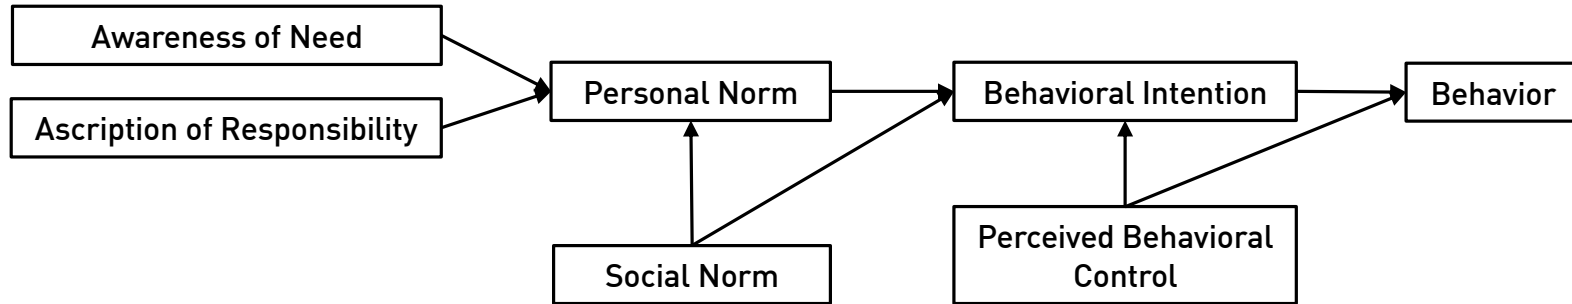 Awareness of Need
Ascription of Responsibility
Personal Norm
Behavioral Intention
Behavior
Social Norm
Perceived Behavioral
Control